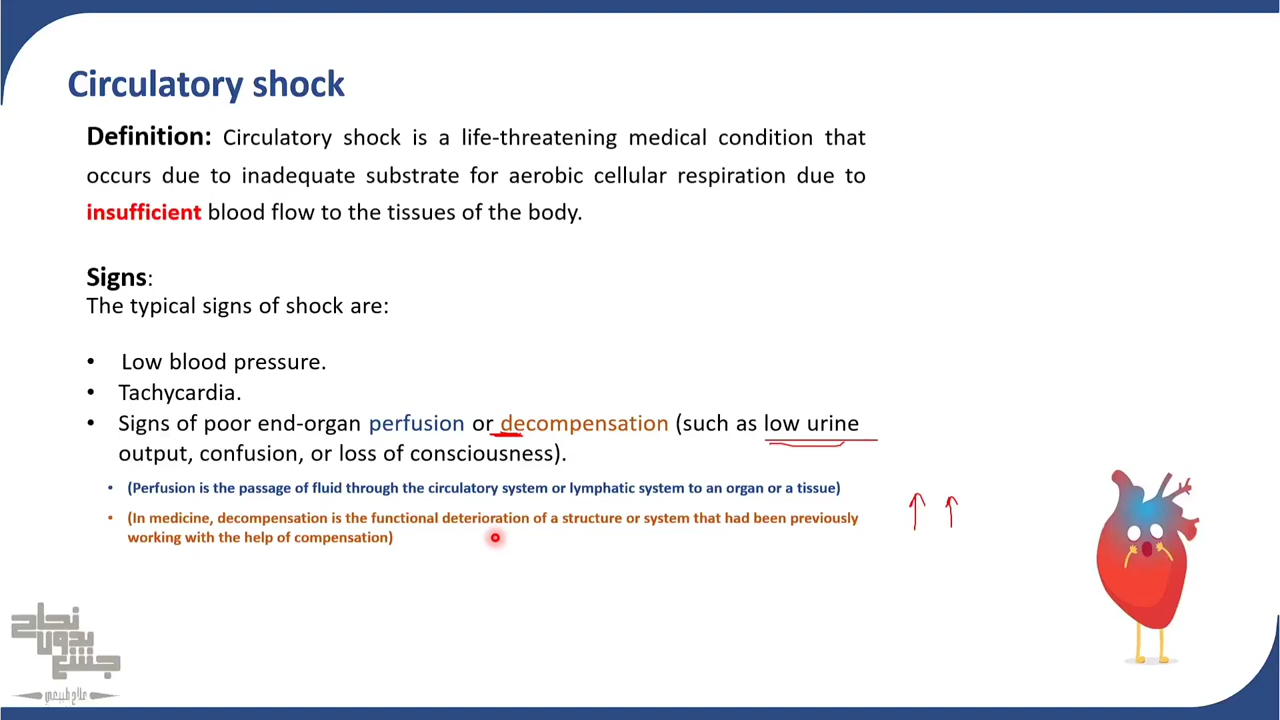 Circulatory shock
Definition: Circulatory shock is a life-threatening medical condition that
occurs due to inadequate substrate for aerobic cellular respiration due to
insufficient blood flow to the tissues of the body.
Signs:
The typical signs of shock are:
• Low blood pressure.
• Tachycardia.
• Signs of poor end-organ perfusion or decompensation (such as low urine
output, confusion, or loss of consciousness).
• (Perfusion is the passage of fluid through the circulatory system or lymphatic system to an organ or a tissue)
• (In medicine, decompensation is the functional deterioration of a structure or system that had been previously
working with the help of compensation)
نجاح
بدون
جشع
علاج طبيعي